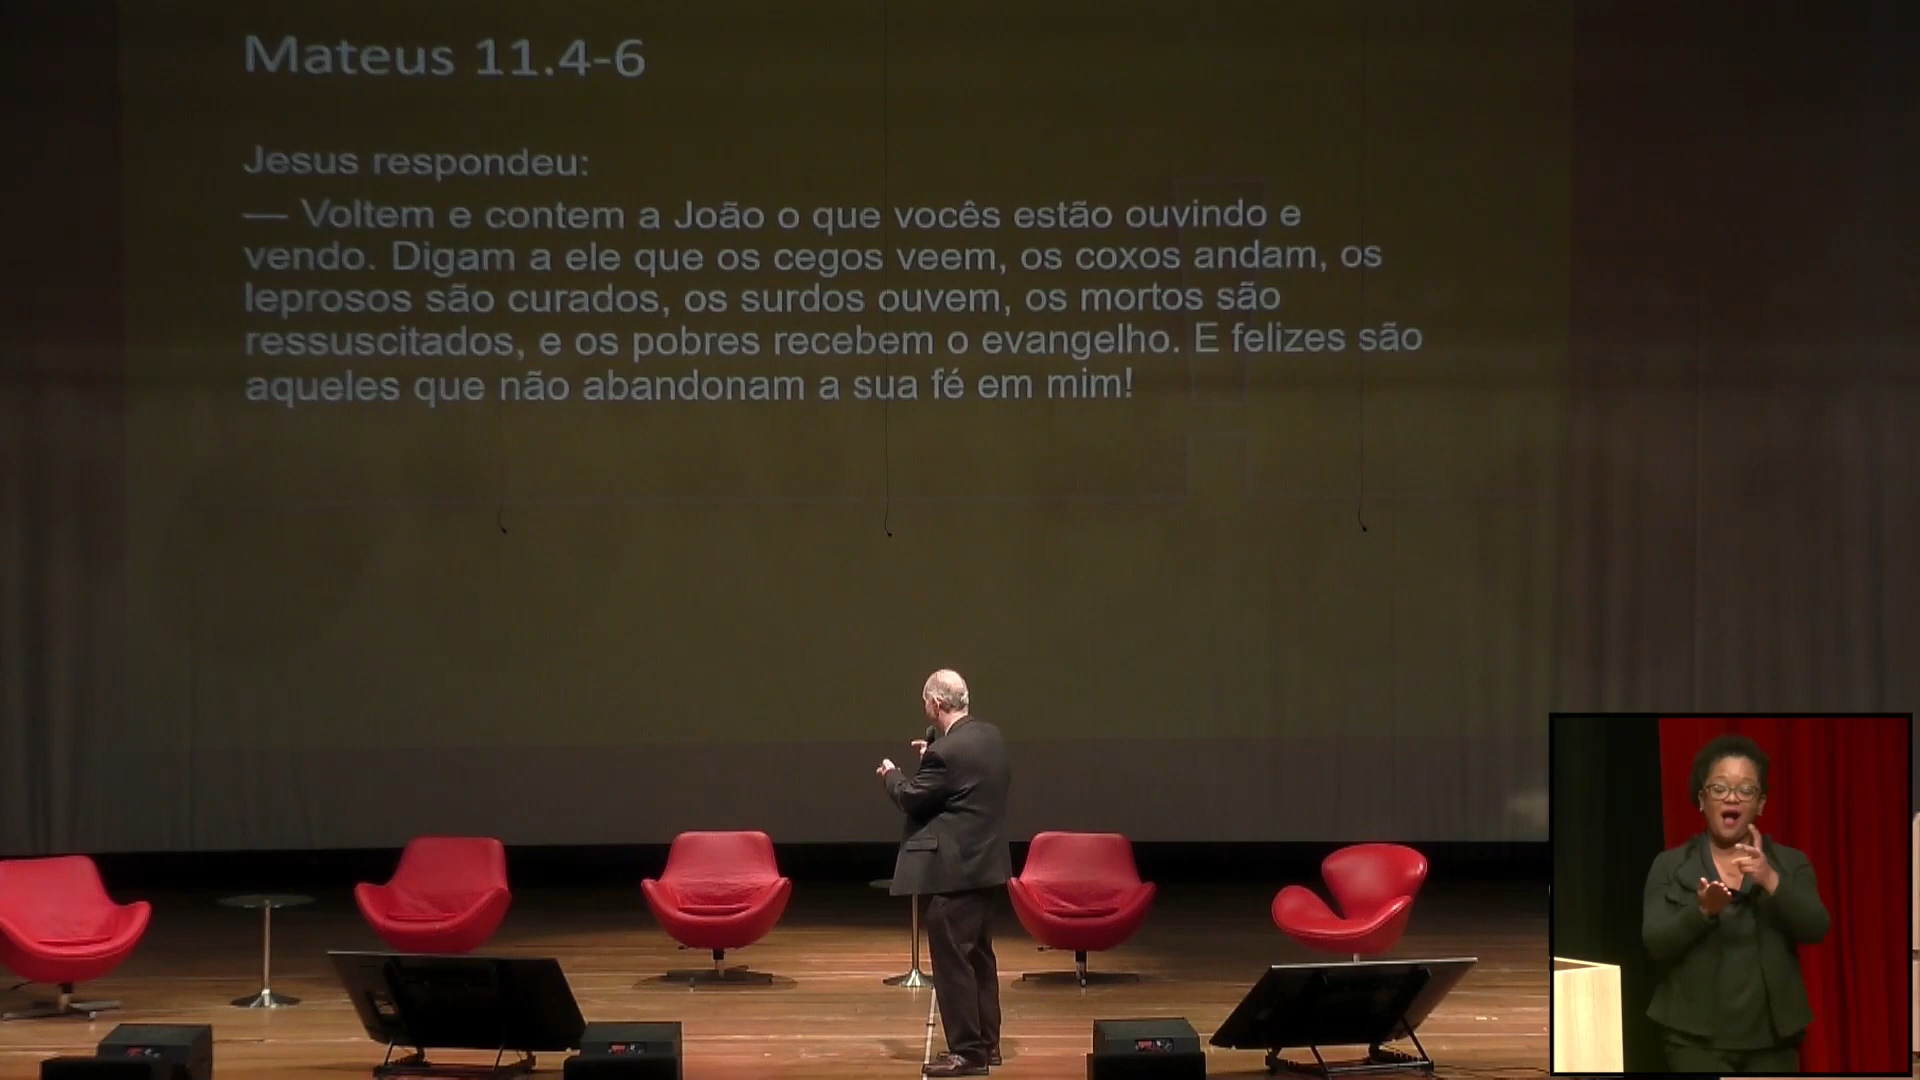 Mateus 11.4-6
Jesus respondeu:
— Voltem e contem a João o que vocês estão ouvindo e
vendo. Digam a ele que os cegos veem, os coxos andam, os
leprosos são curados, os surdos ouvem, os mortos são
ressuscitados, e os pobres recebem o evangelho. E felizes são
aqueles que não abandonam a sua fé em mim!